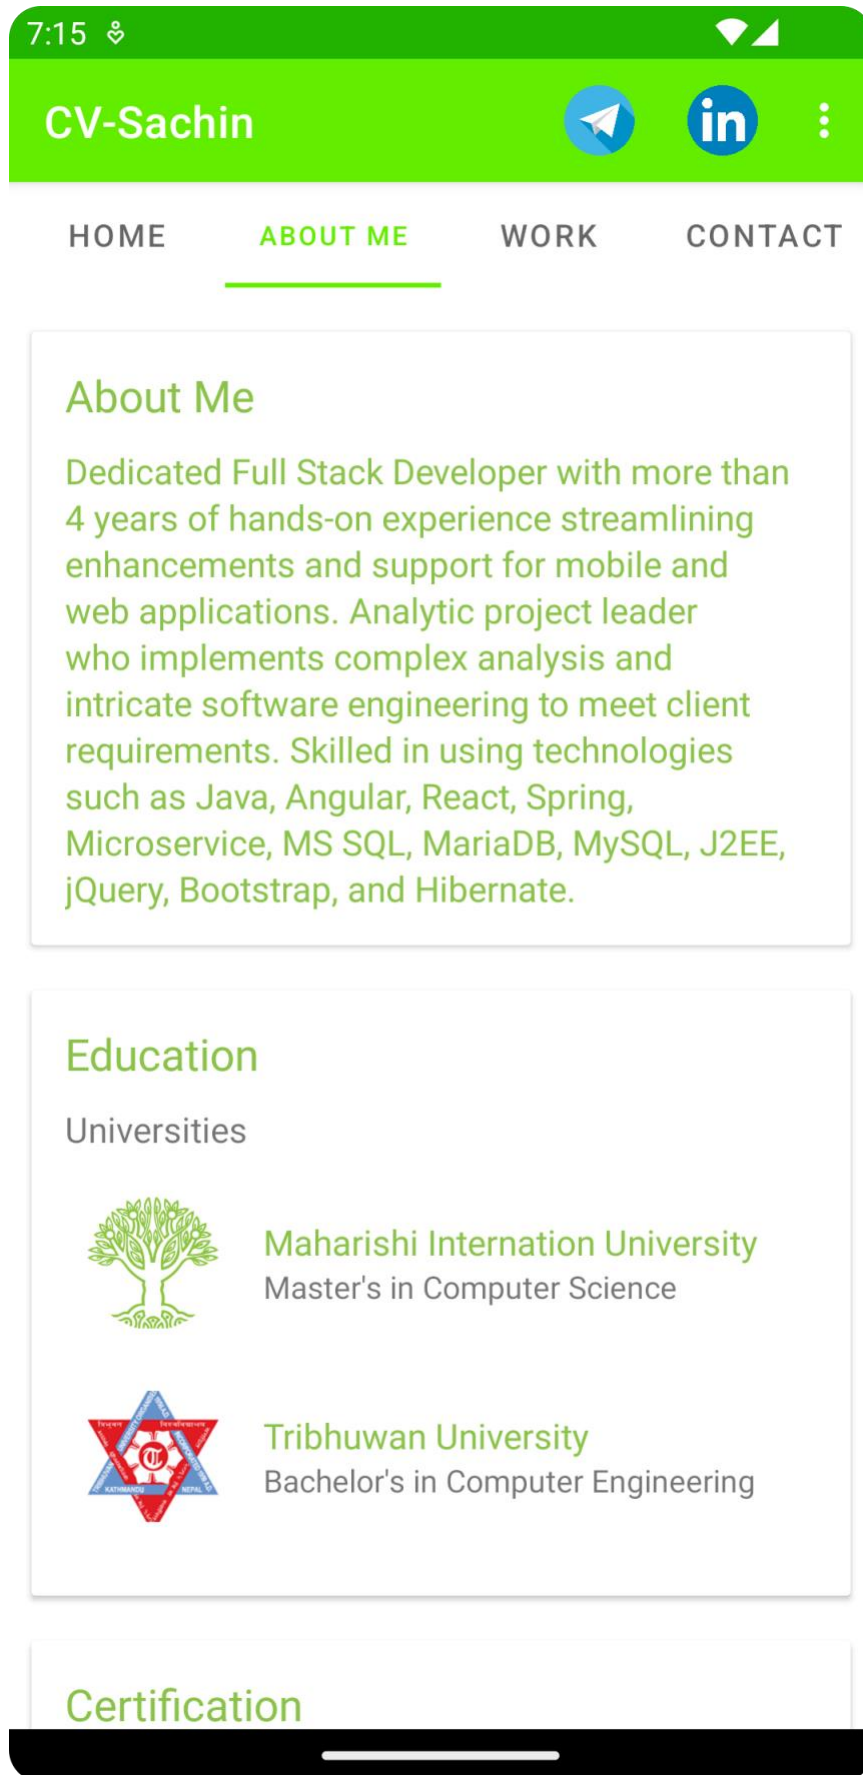 7:15
CV-Sachin
in
HOME ABOUT ME WORK CONTACT
About Me
Dedicated Full Stack Developer with more than
4 years of hands-on experience streamlining
enhancements and support for mobile and
web applications. Analytic project leader
who implements complex analysis and
intricate software engineering to meet client
requirements. Skilled in using technologies
such as Java, Angular, React, Spring,
Microservice, MS SQL, MariaDB, MySQL, J2EE,
jQuery, Bootstrap, and Hibernate.
Education
Universities
Maharishi Internation University
Master's in Computer Science
KATHMANDU NEPAL
Tribhuwan University
Bachelor's in Computer Engineering
Certification